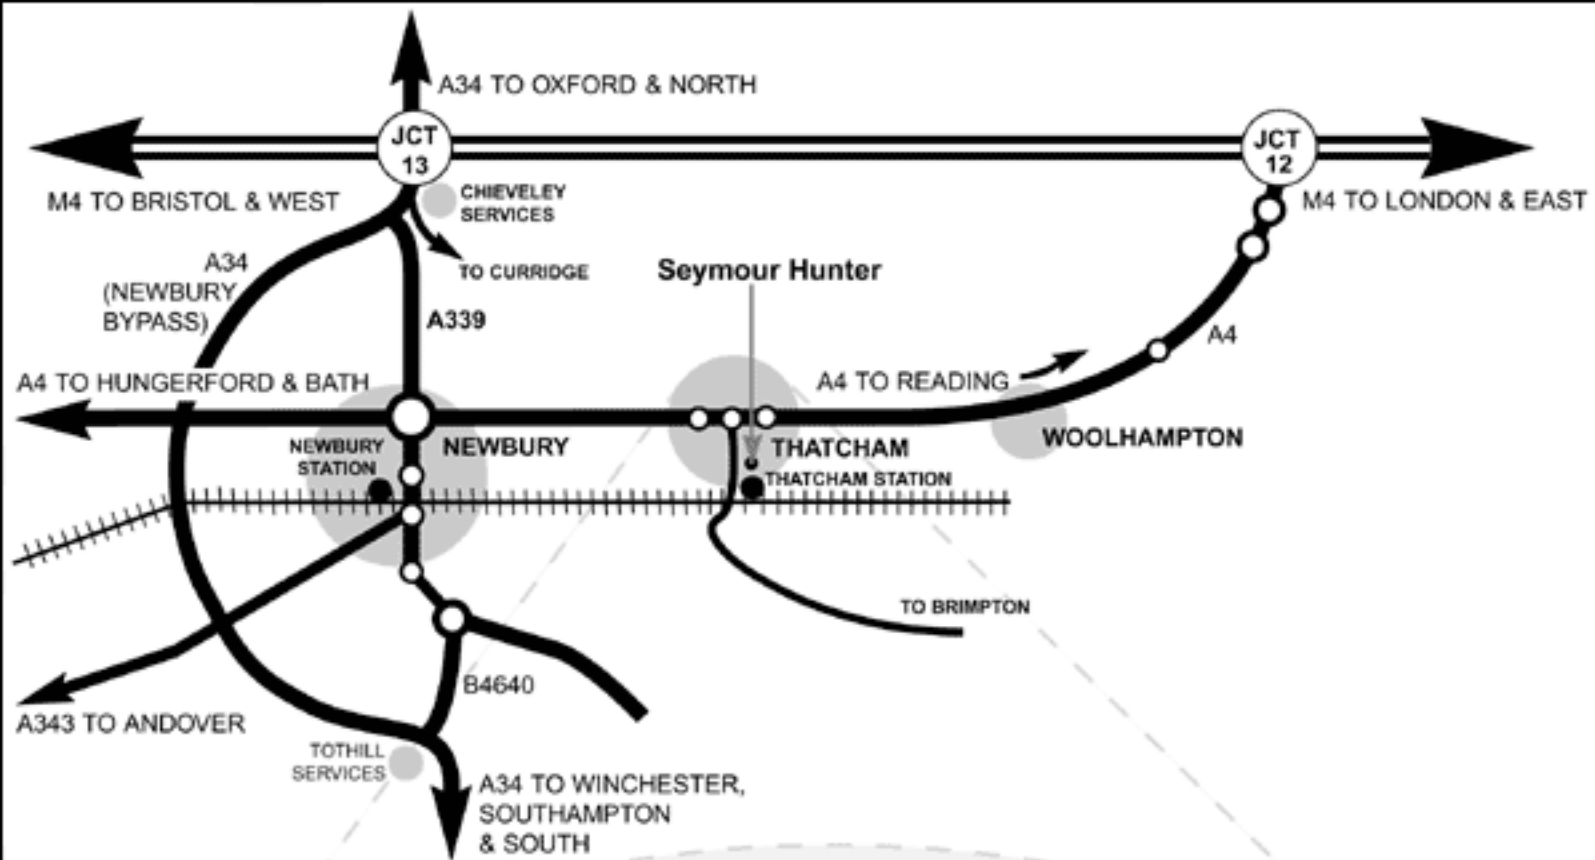 A34 TO OXFORD & NORTH
JCT
13
JCT
12
M4 TO BRISTOL & WEST
CHIEVELEY
SERVICES
M4 TO LONDON & EAST
A34
(NEWBURY
BYPASS)
TO CURRIDGE
Seymour Hunter
A339
A4
A4 TO HUNGERFORD & BATH
A4 TO READING
NEWBURY
STATION
NEWBURY
THATCHAM
WOOLHAMPTON
THATCHAM STATION
TO BRIMPTON
B4640
A343 TO ANDOVER
TOTHILL
SERVICES
A34 TO WINCHESTER,
SOUTHAMPTON
& SOUTH